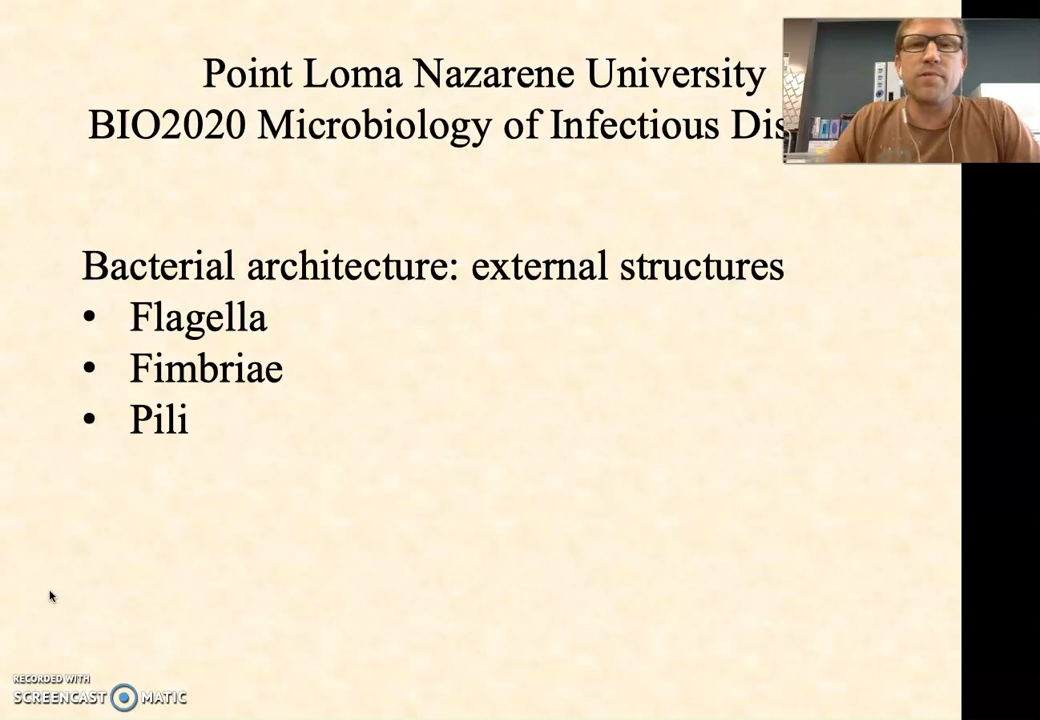 Point Loma Nazarene University
BIO2020 Microbiology of Infectious Dis
Bacterial architecture: external structures
• Flagella
• Fimbriae
• Pili
RECORDED WITH
SCREENCAST MATIC